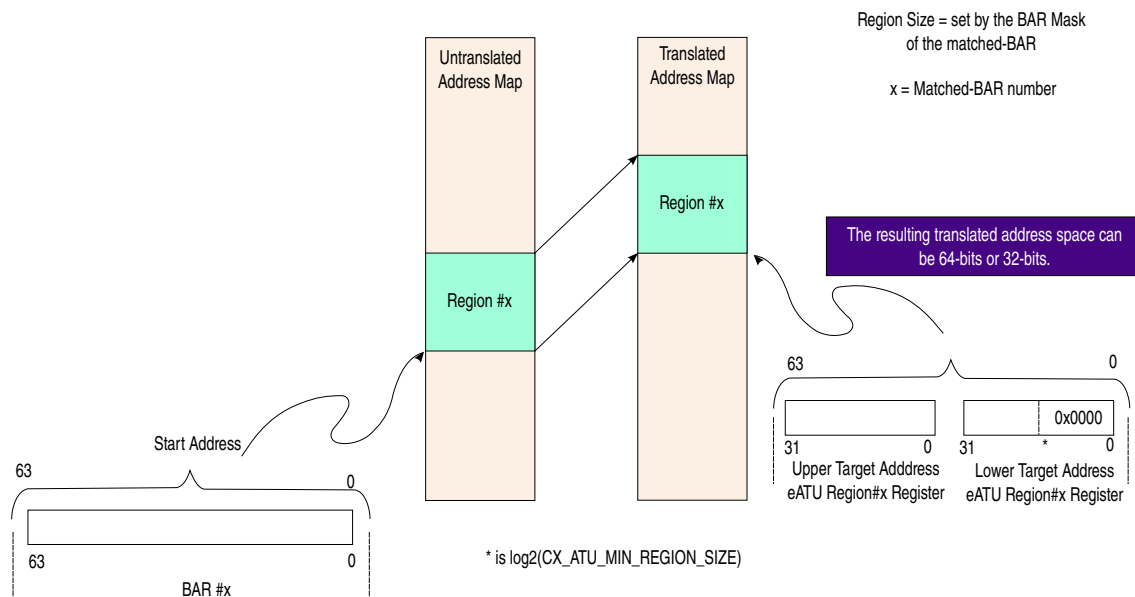 Region Size = set by the BAR Mask
of the matched-BAR
x = Matched-BAR number
Untranslated
Address Map
Translated
Address Map
Region #x
Region #x
The resulting translated address space can
be 64-bits or 32-bits.
63
0
0x0000
31
0
31
*
0
Upper Target Adddress
eATU Region#x Register
Lower Target Address
eATU Region#x Register
Start Address
63
0
63
0
BAR #x
* is log2(CX_ATU_MIN_REGION_SIZE)